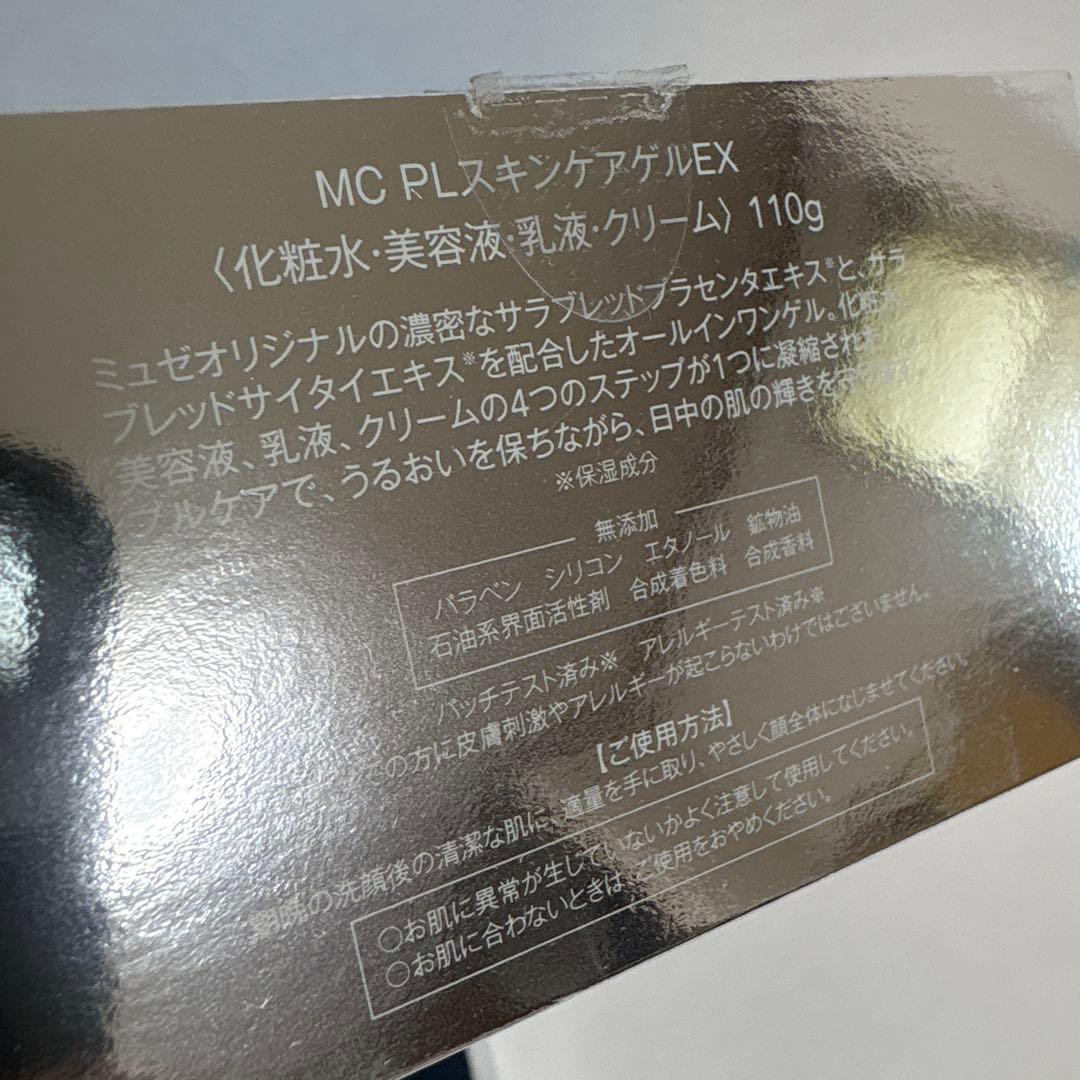 MC PLスキンケアゲルEX
〈化粧水・美容液・乳液・クリーム〉110g
ミュゼオリジナルの濃密なサラブレッドプラセンタエキス※と、サラ
ブレッドサイタイエキス※を配合したオールインワンゲル。化粧水、
美容液、乳液、クリームの4つのステップが1つに凝縮された
プルケアで、うるおいを保ちながら、日中の肌の輝きを
※保湿成分
無添加
パラベン シリコン エタノール 鉱物油
石油系界面活性剤 合成着色料 合成香料
パッチテスト済み※ アレルギーテスト済み※
の方に皮膚刺激やアレルギーが起こらないわけではございません。
【ご使用方法】
朝晩の洗顔後の清潔な肌に、適量を手に取り、やさしく顔全体になじませてください。
○お肌に異常が生じていないかよく注意して使用してください。
○お肌に合わないときは、ご使用をおやめください。